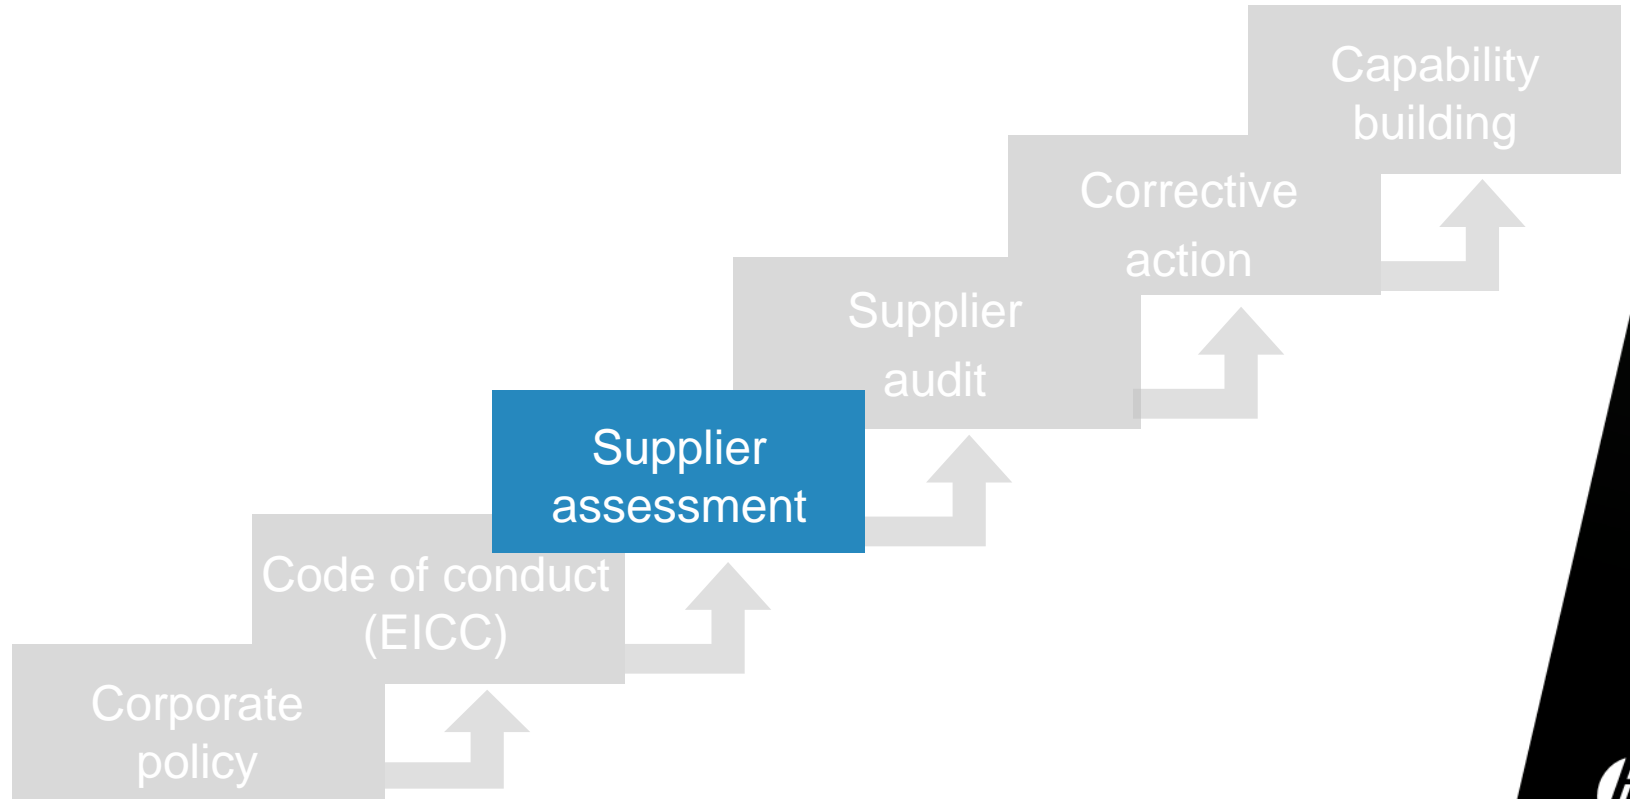 Capability
building
Corrective
action
Supplier
audit
Supplier
assessment
Code of conduct
(EICC)
Corporate
policy